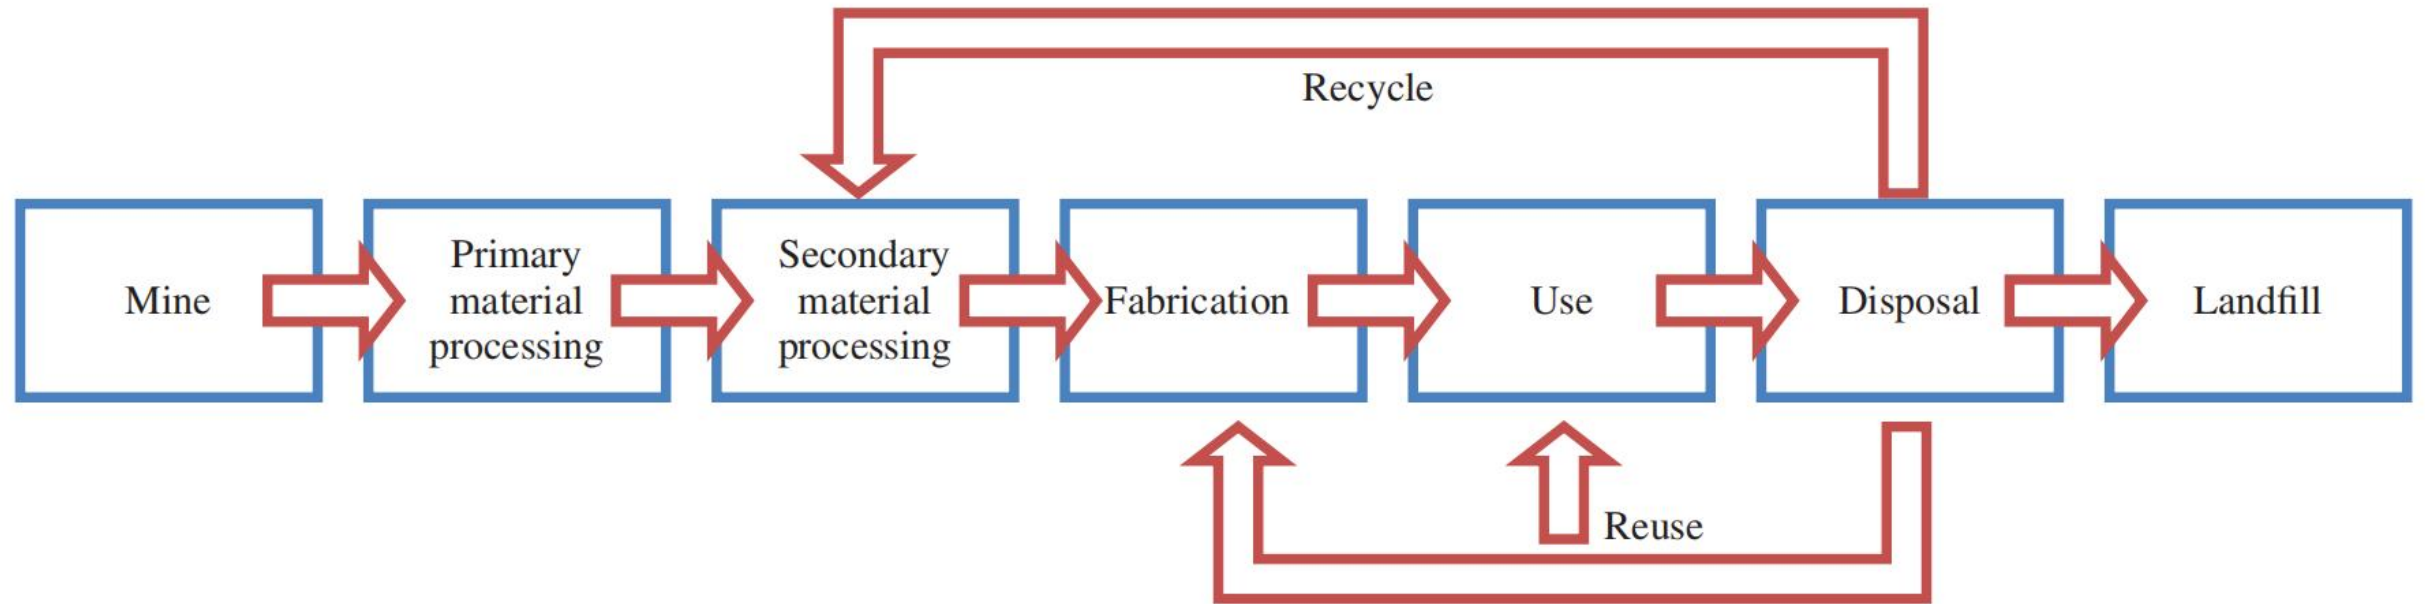 Recycle
Mine
Primary
material
processing
Secondary
material
processing
Fabrication
Use
Disposal
Landfill
Reuse